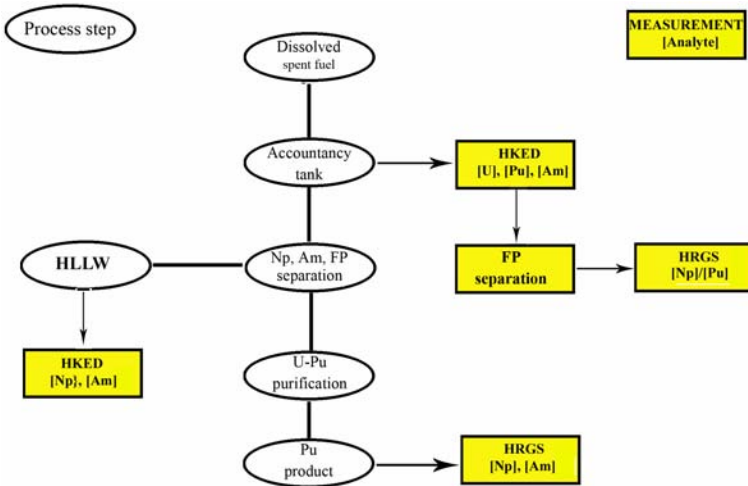 Process step
MEASUREMENT
[Analyte]
Dissolved
spent fuel
Accountancy
tank
HKED
[U], [Pu], [Am]
HLLW
Np, Am, FP
separation
FP
separation
HRGS
[Np]/[Pu]
HKED
[Np}, [Am]
U-Pu
purification
Pu
product
HRGS
[Np], [Am]